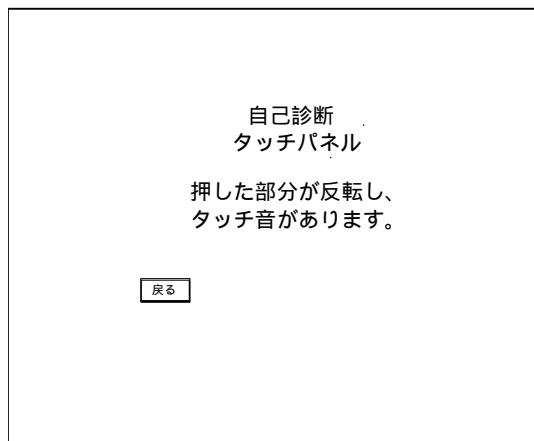 自己診断
タッチパネル
押した部分が反転し、
タッチ音があります。
戻る